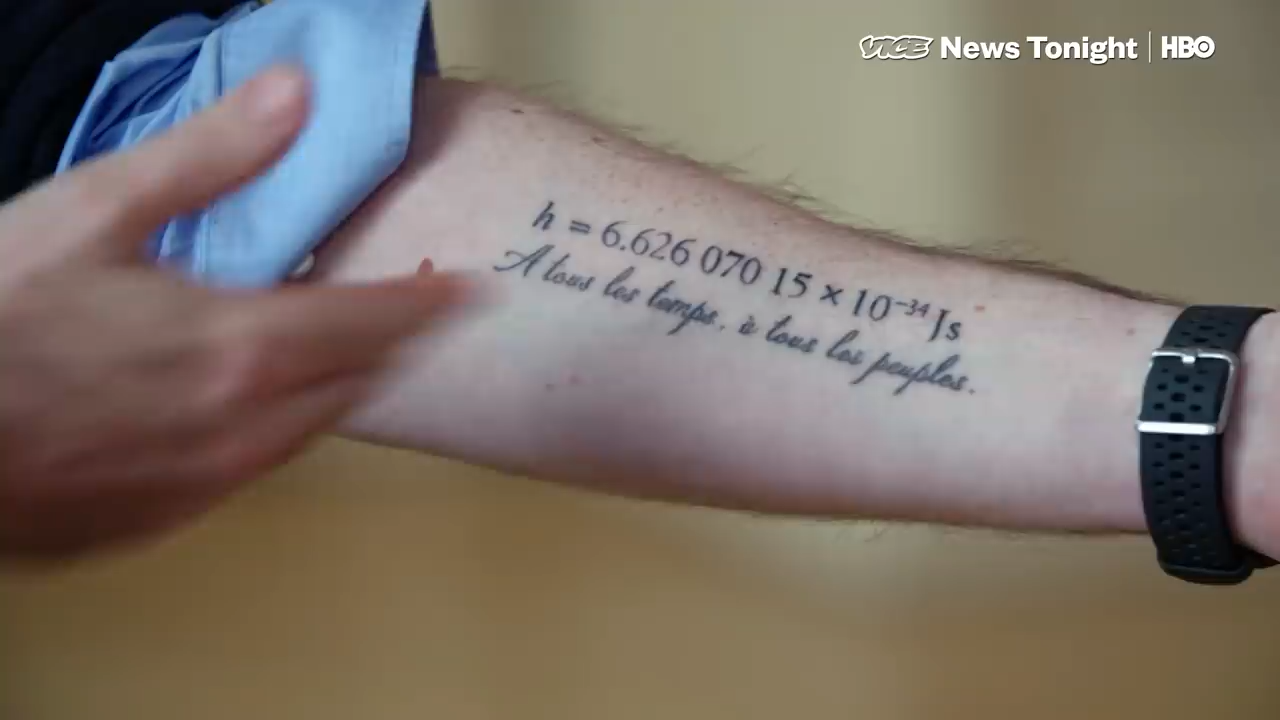 VICE News Tonight | HBO
h = 6.626 070 15 × 10⁻³⁴ Js
A tous les temps, à tous les peuples.